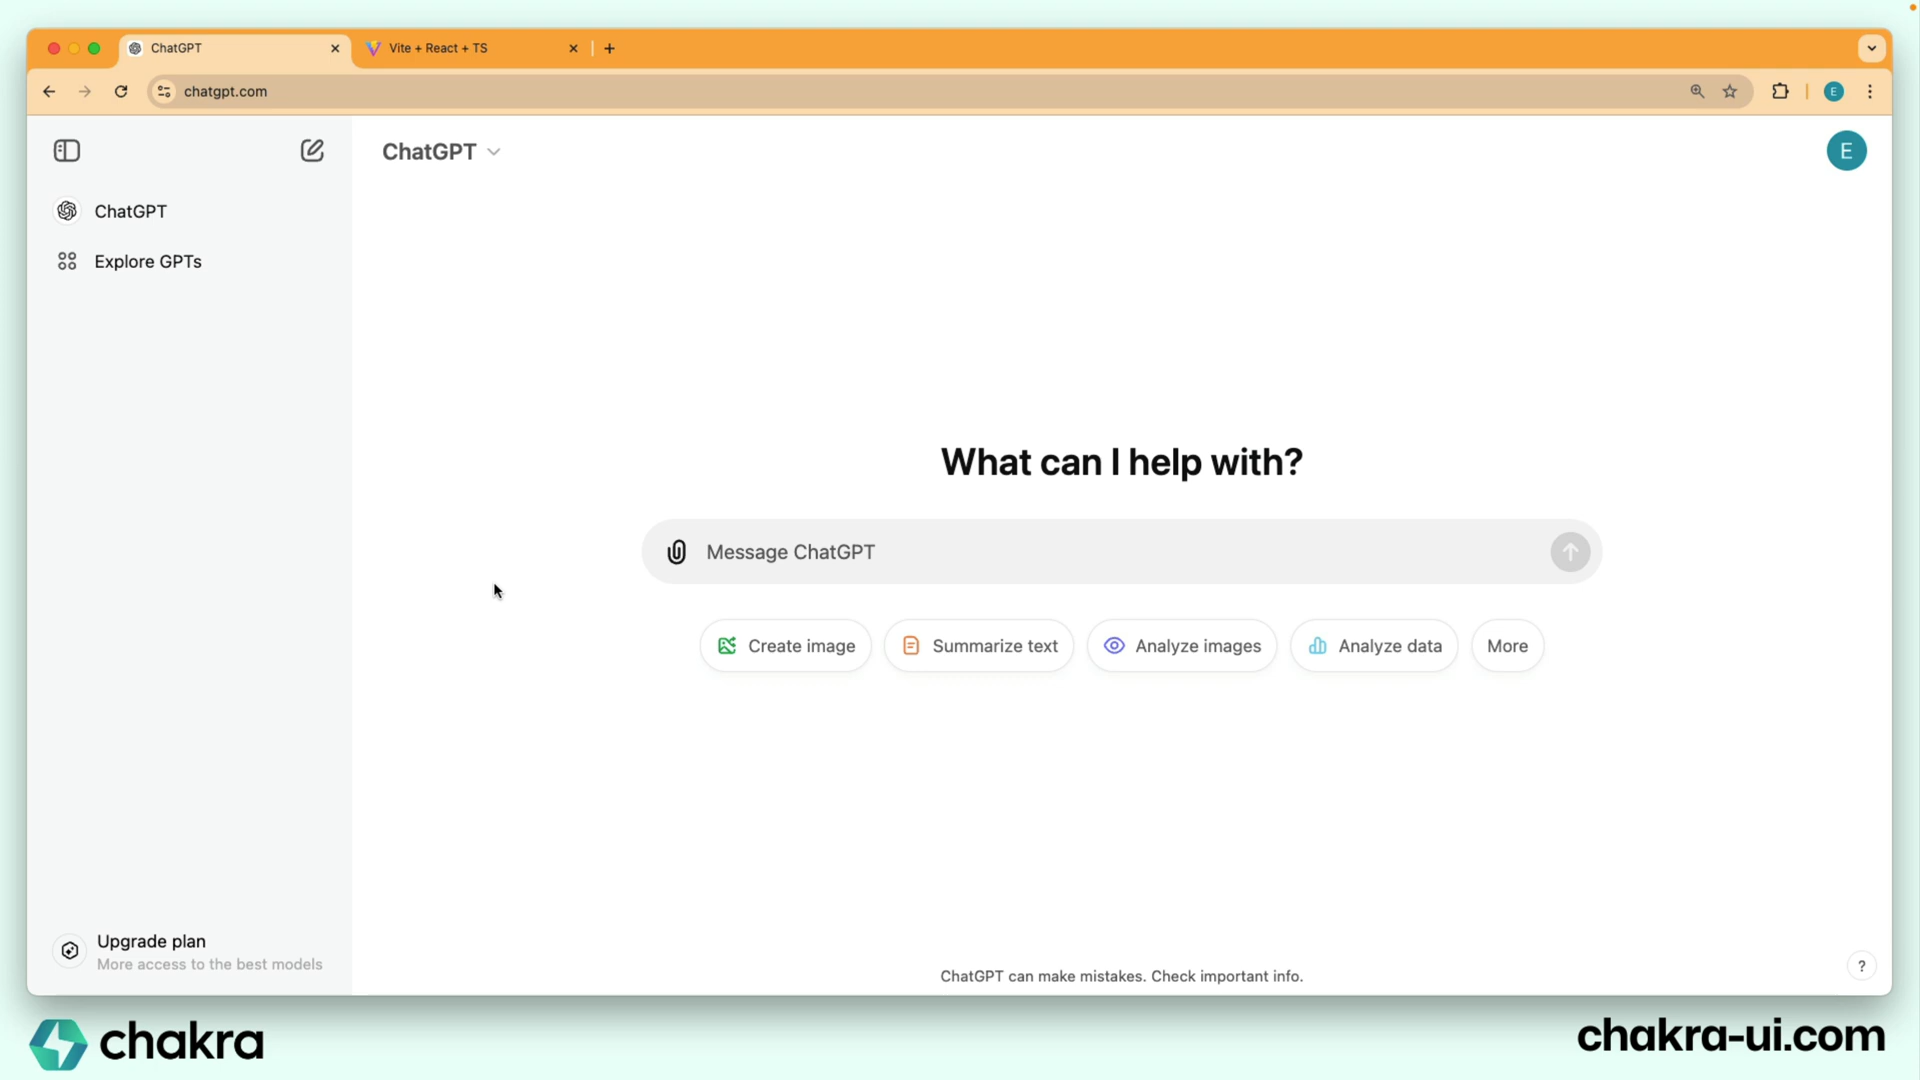 ChatGPT
Vite + React + TS
chatgpt.com
E
ChatGPT
E
ChatGPT
Explore GPTs
What can I help with?
Message ChatGPT
Create image
Summarize text
Analyze images
Analyze data
More
Upgrade plan
More access to the best models
ChatGPT can make mistakes. Check important info.
?
chakra
chakra-ui.com